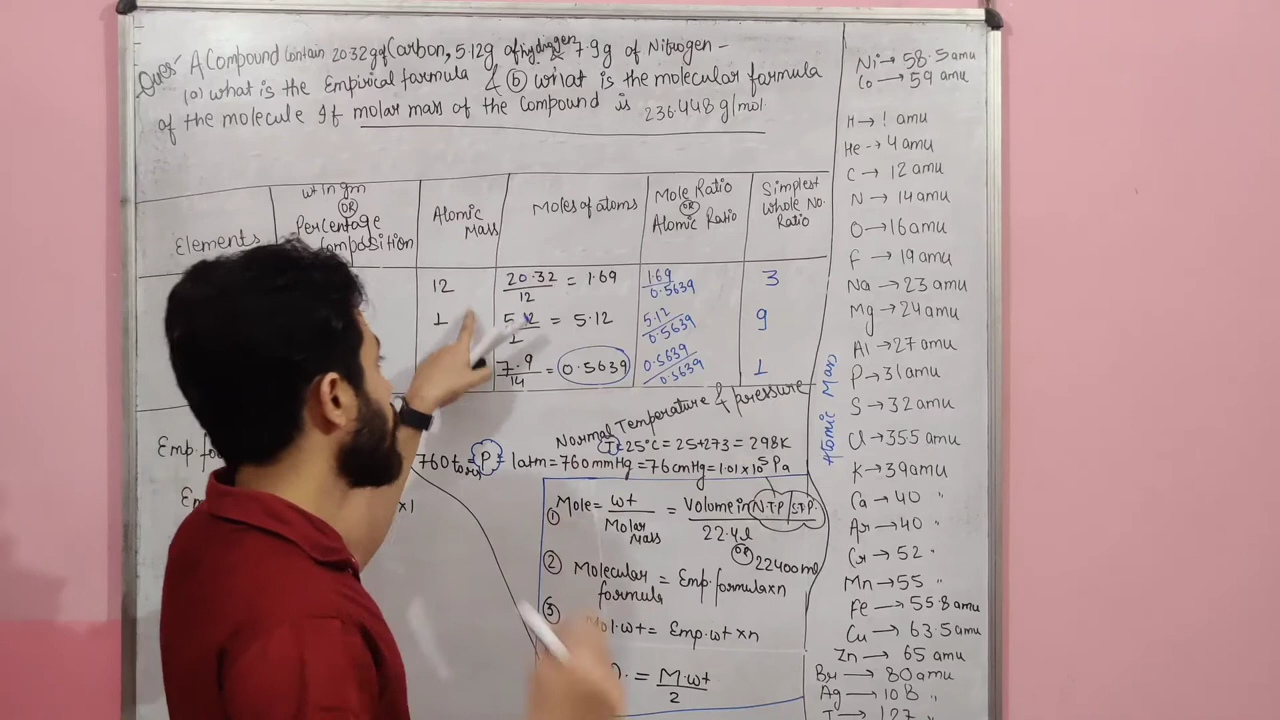 Ques' A Compound Contain 20.32g of Carbon, 5.12g of hydrogen & 7.9g of Nitrogen -
(a) what is the Empirical formula & (b) what is the molecular formula
of the molecule If molar mass of the Compound is 236.448 g/mol.
Elements
wt in gm
OR
Percentage
Composition
Atomic
Mass
Moles of atoms
Mole Ratio
OR
Atomic Ratio
Simplest
whole No.
Ratio
12 20.32/12 = 1.69 1.69/0.5639 3
1 5.12/1 = 5.12 5.12/0.5639 9
7.9/14 = 0.5639 0.5639/0.5639 1
Normal Temperature & pressure
T = 25°C = 25+273 = 298K
760 torr = P = 1atm = 760mmHg = 76cmHg = 1.01×10⁵ Pa
Emp.
x1
① Mole = wt/Molar Mass = Volume in N.T.P/S.T.P. / 22.4l
OR 22400ml
② Molecular formula = Emp. formula x n
③ Mol. wt = Emp. wt x n
= M.wt/2
Atomic Mass
Ni → 58.5 amu
Co → 59 amu
H → 1 amu
He → 4 amu
C → 12 amu
N → 14 amu
O → 16 amu
F → 19 amu
Na → 23 amu
Mg → 24 amu
Al → 27 amu
P → 31 amu
S → 32 amu
Cl → 35.5 amu
K → 39 amu
Ca → 40 "
Ar → 40 "
Cr → 52 "
Mn → 55 "
Fe → 55.8 amu
Cu → 63.5 amu
Zn → 65 amu
Br → 80 amu
Ag → 108 "
I → 127 "